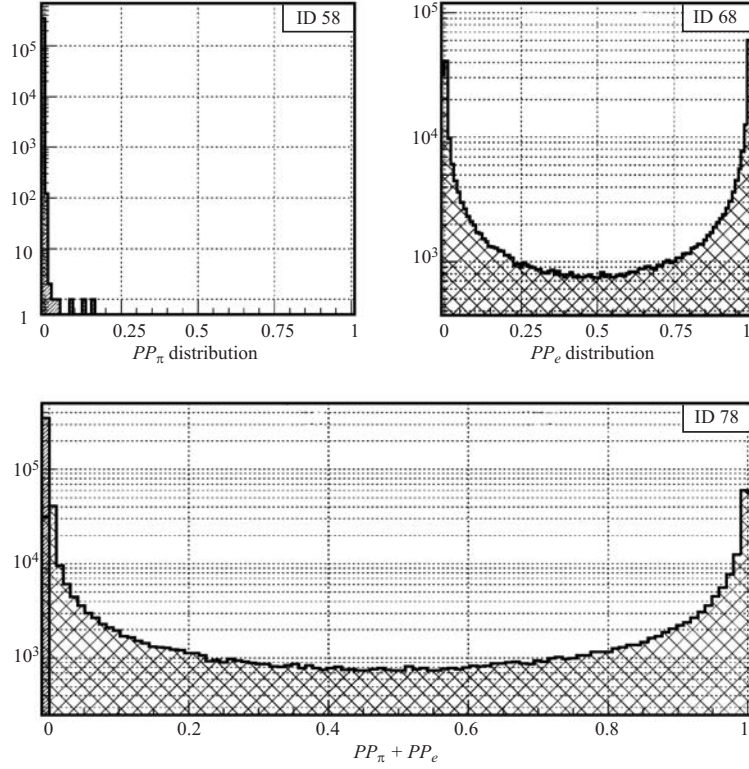 ID 58
10^5
10^4
10^3
10^2
10
1
0 0.25 0.5 0.75 1
PP_π distribution
ID 68
10^5
10^4
10^3
0 0.25 0.50 0.75 1
PP_e distribution
ID 78
10^5
10^4
10^3
0 0.2 0.4 0.6 0.8 1
PP_π + PP_e